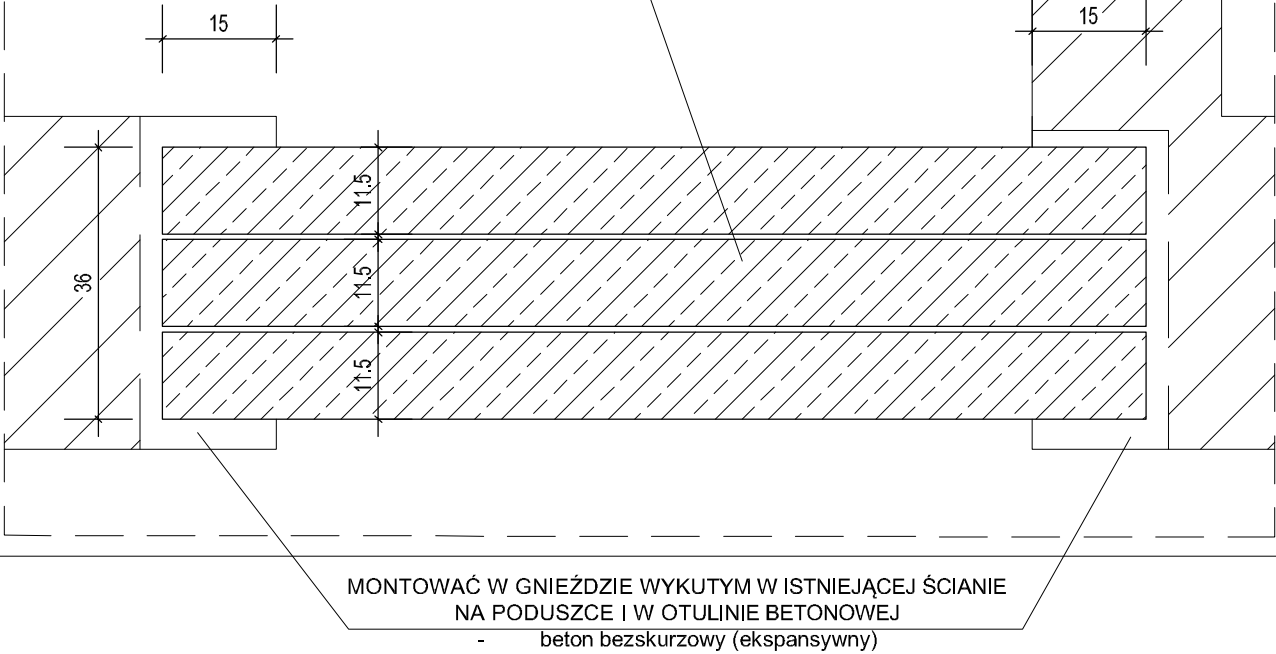 15
15
11.5
36
11.5
11.5
MONTOWAĆ W GNIEŹDZIE WYKUTYM W ISTNIEJĄCEJ ŚCIANIE
NA PODUSZCE I W OTULINIE BETONOWEJ
- beton bezskurzowy (ekspansywny)